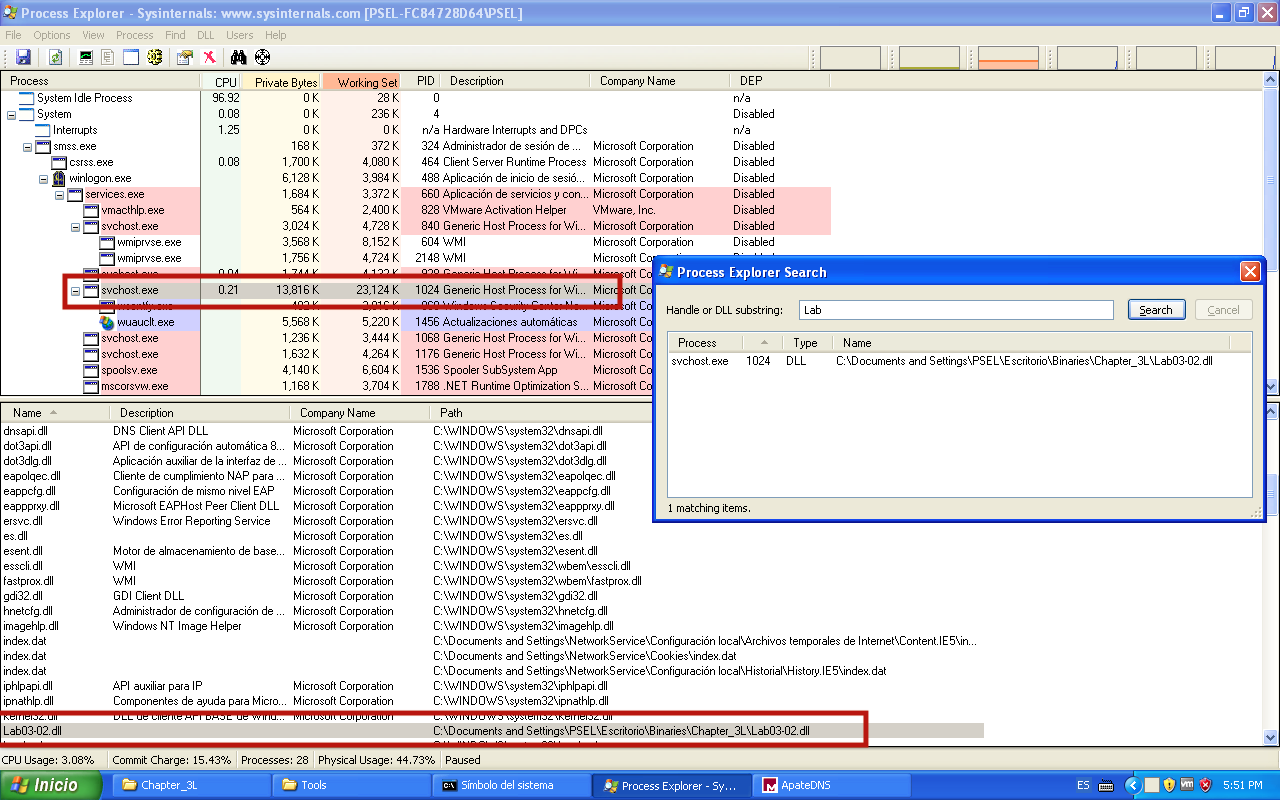 Process Explorer - Sysinternals: www.sysinternals.com [PSEL-FC84728D64\PSEL]
File Options View Process Find DLL Users Help
Process CPU Private Bytes Working Set PID Description Company Name DEP
System Idle Process 96.92 0 K 28 K 0 n/a
System 0.08 0 K 236 K 4 Disabled
Interrupts 1.25 0 K 0 K n/a Hardware Interrupts and DPCs n/a
smss.exe 168 K 372 K 324 Administrador de sesión de ... Microsoft Corporation Disabled
csrss.exe 0.08 1,700 K 4,080 K 464 Client Server Runtime Process Microsoft Corporation Disabled
winlogon.exe 6,128 K 3,984 K 488 Aplicación de inicio de sesió... Microsoft Corporation Disabled
services.exe 1,684 K 3,372 K 660 Aplicación de servicios y con... Microsoft Corporation Disabled
vmacthlp.exe 564 K 2,400 K 828 VMware Activation Helper VMware, Inc. Disabled
svchost.exe 3,024 K 4,728 K 840 Generic Host Process for Wi... Microsoft Corporation Disabled
wmiprvse.exe 3,568 K 8,152 K 604 WMI Microsoft Corporation Disabled
wmiprvse.exe 1,756 K 4,724 K 2148 WMI Microsoft Corporation
svchost.exe 0.04 1,744 K Generic Host Process for Wi... Microsoft
svchost.exe 0.21 13,816 K 23,124 K 1024 Generic Host Process for Wi... Microsoft
Windows Security Center No... Microsoft
wuauclt.exe 5,568 K 5,220 K 1456 Actualizaciones automáticas Microsoft
svchost.exe 1,236 K 3,444 K 1068 Generic Host Process for Wi... Microsoft
svchost.exe 1,632 K 4,264 K 1176 Generic Host Process for Wi... Microsoft
spoolsv.exe 4,140 K 6,604 K 1536 Spooler SubSystem App Microsoft
mscorsvw.exe 1,168 K 3,704 K 1788 .NET Runtime Optimization S... Microsoft
Process Explorer Search
Handle or DLL substring: Lab Search Cancel
Process Type Name
svchost.exe 1024 DLL C:\Documents and Settings\PSEL\Escritorio\Binaries\Chapter_3L\Lab03-02.dll
1 matching items.
Name Description Company Name Path
dnsapi.dll DNS Client API DLL Microsoft Corporation C:\WINDOWS\system32\dnsapi.dll
dot3api.dll API de configuración automática 8... Microsoft Corporation C:\WINDOWS\system32\dot3api.dll
dot3dlg.dll Aplicación auxiliar de la interfaz de ... Microsoft Corporation C:\WINDOWS\system32\dot3dlg.dll
eapolqec.dll Cliente de cumplimiento NAP para ... Microsoft Corporation C:\WINDOWS\system32\eapolqec.dll
eappcfg.dll Configuración de mismo nivel EAP Microsoft Corporation C:\WINDOWS\system32\eappcfg.dll
eappprxy.dll Microsoft EAPHost Peer Client DLL Microsoft Corporation C:\WINDOWS\system32\eappprxy.dll
ersvc.dll Windows Error Reporting Service Microsoft Corporation C:\WINDOWS\system32\ersvc.dll
es.dll Microsoft Corporation C:\WINDOWS\system32\es.dll
esent.dll Motor de almacenamiento de base... Microsoft Corporation C:\WINDOWS\system32\esent.dll
esscli.dll WMI Microsoft Corporation C:\WINDOWS\system32\wbem\esscli.dll
fastprox.dll WMI Microsoft Corporation C:\WINDOWS\system32\wbem\fastprox.dll
gdi32.dll GDI Client DLL Microsoft Corporation C:\WINDOWS\system32\gdi32.dll
hnetcfg.dll Administrador de configuración de ... Microsoft Corporation C:\WINDOWS\system32\hnetcfg.dll
imagehlp.dll Windows NT Image Helper Microsoft Corporation C:\WINDOWS\system32\imagehlp.dll
index.dat C:\Documents and Settings\NetworkService\Configuración local\Archivos temporales de Internet\Content.IE5\in...
index.dat C:\Documents and Settings\NetworkService\Cookies\index.dat
index.dat C:\Documents and Settings\NetworkService\Configuración local\Historial\History.IE5\index.dat
iphlpapi.dll API auxiliar para IP Microsoft Corporation C:\WINDOWS\system32\iphlpapi.dll
ipnathlp.dll Componentes de ayuda para Micro... Microsoft Corporation C:\WINDOWS\system32\ipnathlp.dll
kernel32.dll DLL de cliente API BASE de Wind... Microsoft Corporation C:\WINDOWS\system32\kernel32.dll
Lab03-02.dll C:\Documents and Settings\PSEL\Escritorio\Binaries\Chapter_3L\Lab03-02.dll
CPU Usage: 3.08% Commit Charge: 15.43% Processes: 28 Physical Usage: 44.73% Paused
Inicio Chapter_3L Tools Símbolo del sistema Process Explorer - Sy... ApateDNS ES 5:51 PM